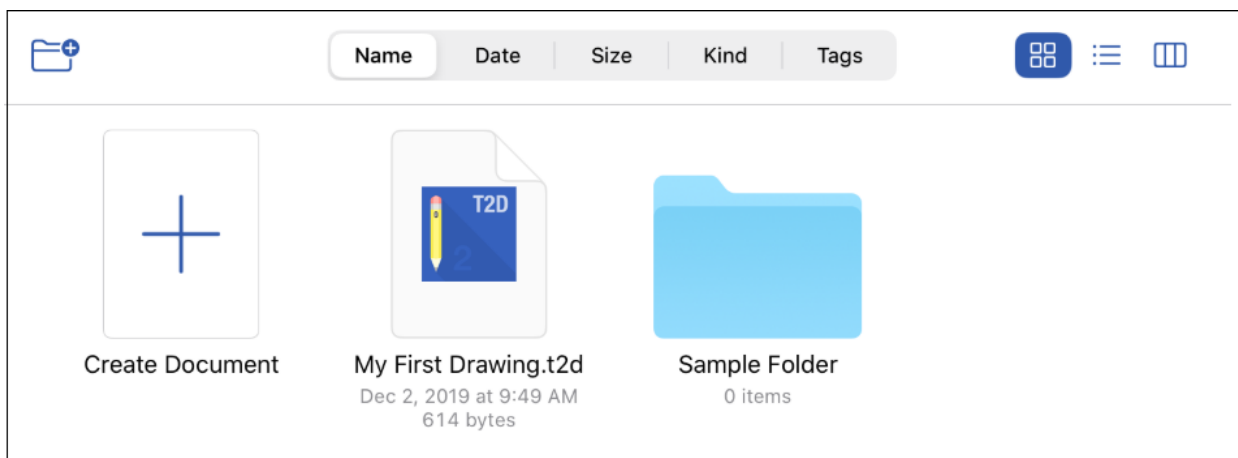 Name Date Size Kind Tags
T2D
2
Create Document My First Drawing.t2d Sample Folder
Dec 2, 2019 at 9:49 AM 0 items
614 bytes